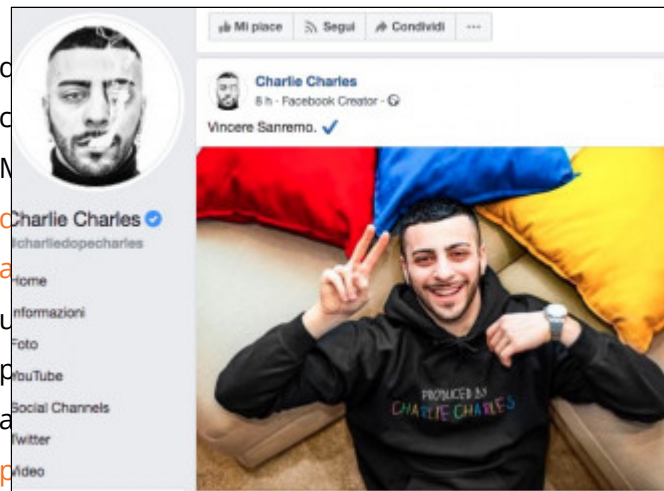 Mi piace Segui Condividi ...
Charlie Charles
8 h · Facebook Creator ·
Vincere Sanremo.
PRODUCED BY
CHARLIE CHARLES
Charlie Charles
@charliedopecharles
Home
Informazioni
Foto
YouTube
Social Channels
Twitter
Video